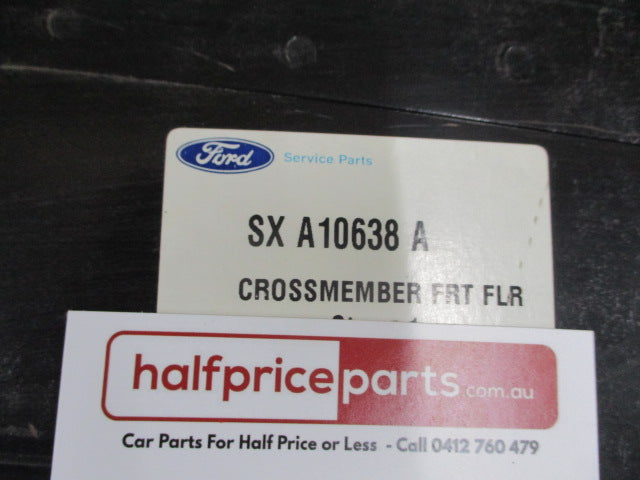 Ford Service Parts
SX A10638 A
CROSSMEMBER FRT FLR
halfpriceparts.com.au
Car Parts For Half Price or Less - Call 0412 760 479